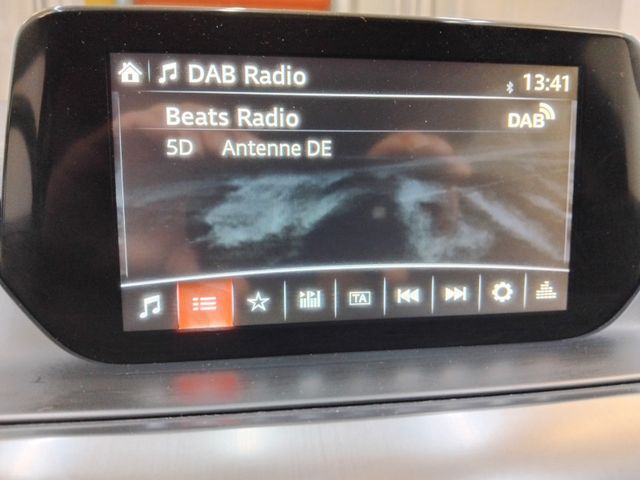 DAB Radio
13:41
Beats Radio
DAB
5D Antenne DE
TA